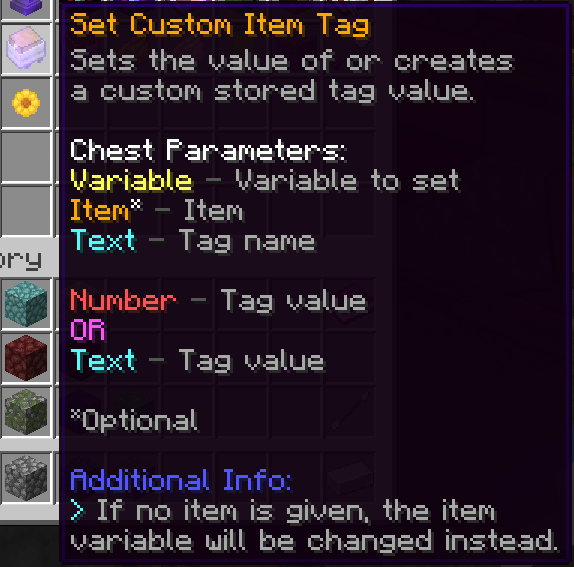 Set Custom Item Tag
Sets the value of or creates
a custom stored tag value.
Chest Parameters:
Variable – Variable to set
Item* – Item
Text – Tag name
Number – Tag value
OR
Text – Tag value
*Optional
ory
Additional Info:
> If no item is given, the item
variable will be changed instead.